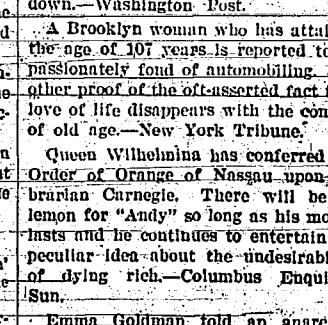 down.—Washington Post.
A Brooklyn woman who has attai
the age of 107 years is reported to
passionately fond of automobiling.
other proof of the oft-asserted fact t
love of life disappears with the con
of old age.—New York Tribune.
Queen Wilhelmina has conferred
Order of Orange of Nassau upon
brarian Carnegie. There will be
lemon for "Andy" so long as his mo
lasts and he continues to entertain
peculiar idea about the undesirabl
of dying rich.—Columbus Enqui
Sun.
Emma Goldman told an anarc